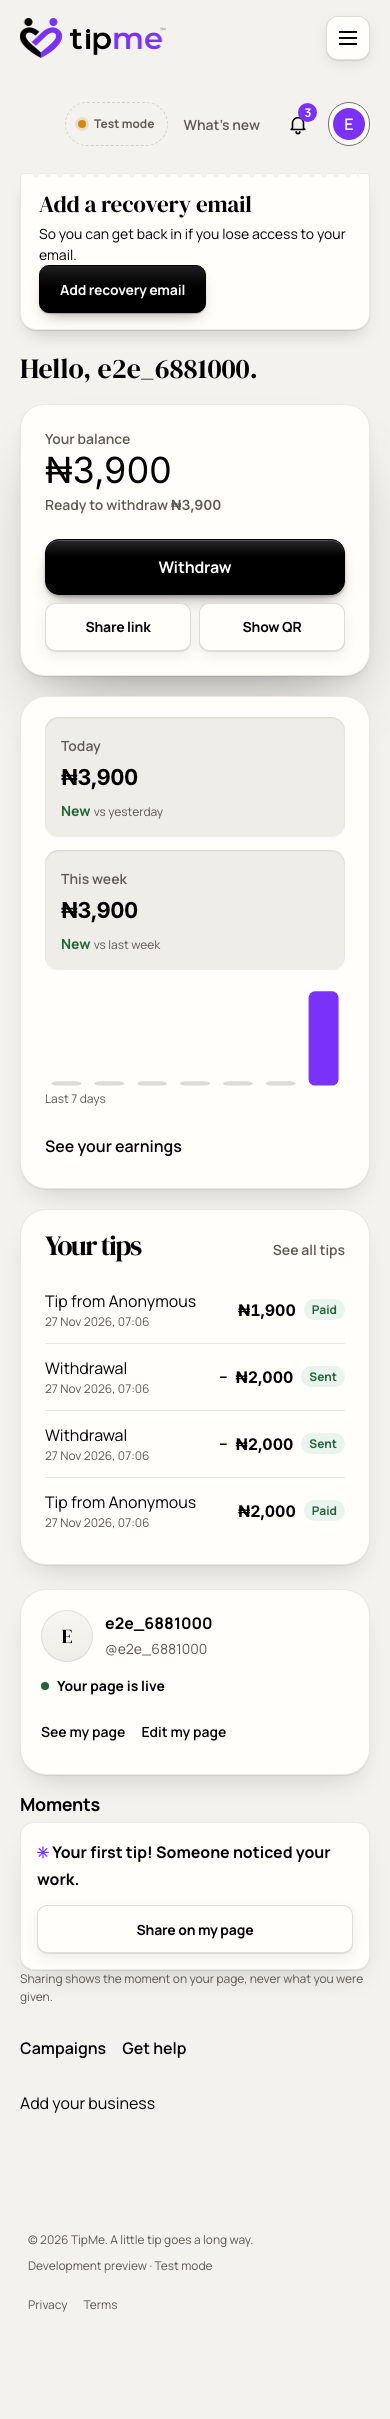 tipme™
Test mode
What's new
3
E
Add a recovery email
So you can get back in if you lose access to your
email.
Add recovery email
Hello, e2e_6881000.
Your balance
₦3,900
Ready to withdraw ₦3,900
Withdraw
Share link
Show QR
Today
₦3,900
New vs yesterday
This week
₦3,900
New vs last week
Last 7 days
See your earnings
Your tips
See all tips
Tip from Anonymous
₦1,900 Paid
27 Nov 2026, 07:06
Withdrawal
− ₦2,000 Sent
27 Nov 2026, 07:06
Withdrawal
− ₦2,000 Sent
27 Nov 2026, 07:06
Tip from Anonymous
₦2,000 Paid
27 Nov 2026, 07:06
E
e2e_6881000
@e2e_6881000
Your page is live
See my page
Edit my page
Moments
Your first tip! Someone noticed your
work.
Share on my page
Sharing shows the moment on your page, never what you were
given.
Campaigns
Get help
Add your business
© 2026 TipMe. A little tip goes a long way.
Development preview · Test mode
Privacy
Terms